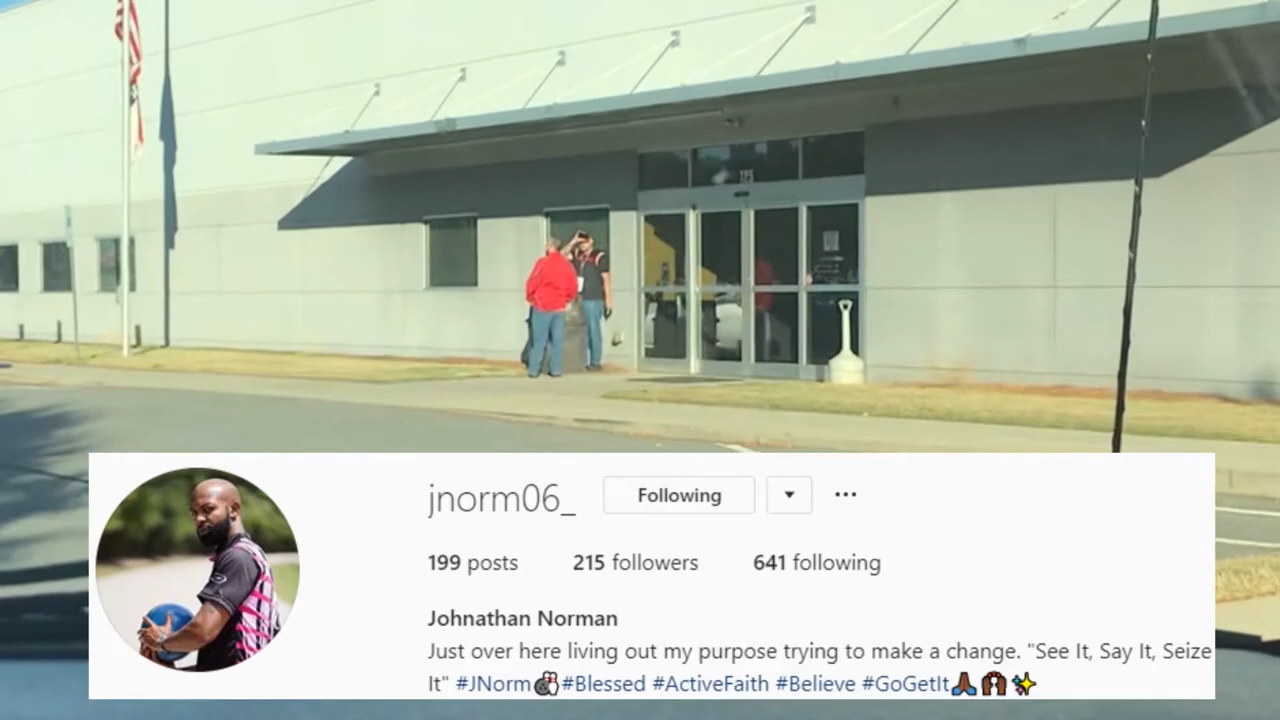 125
jnorm06_ Following
199 posts 215 followers 641 following
Johnathan Norman
Just over here living out my purpose trying to make a change. "See It, Say It, Seize
It" #JNorm🎳#Blessed #ActiveFaith #Believe #GoGetIt🙏🏾🙌🏾✨